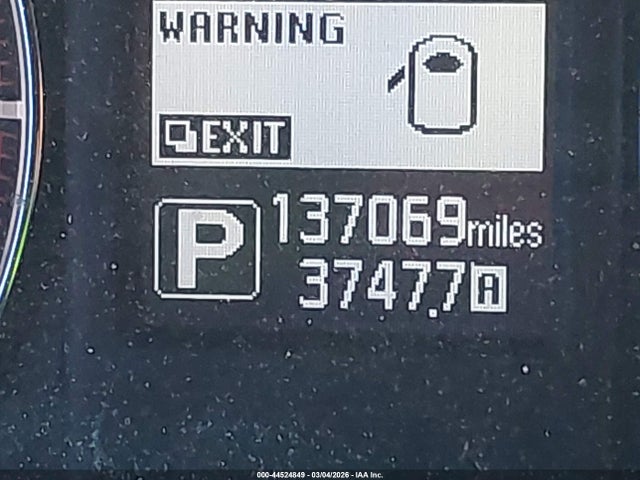 WARNING
EXIT
P
137069miles
3747.7A
000-44524849 - 03/04/2026 - IAA Inc.